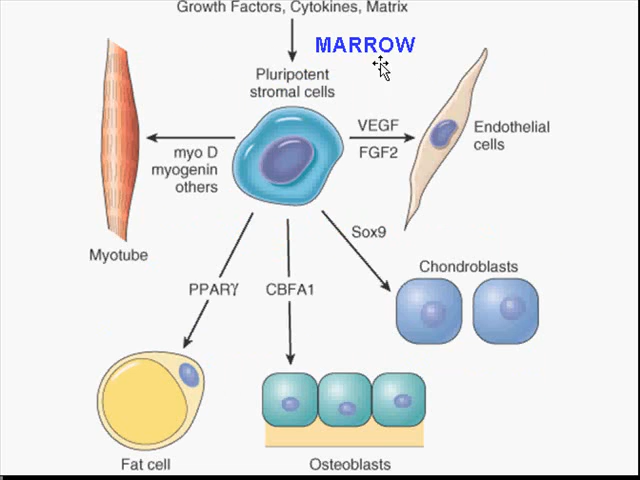 Growth Factors, Cytokines, Matrix
MARROW
Pluripotent
stromal cells
VEGF
FGF2
Endothelial
cells
myo D
myogenin
others
Myotube
Sox9
Chondroblasts
PPARγ
CBFA1
Fat cell
Osteoblasts